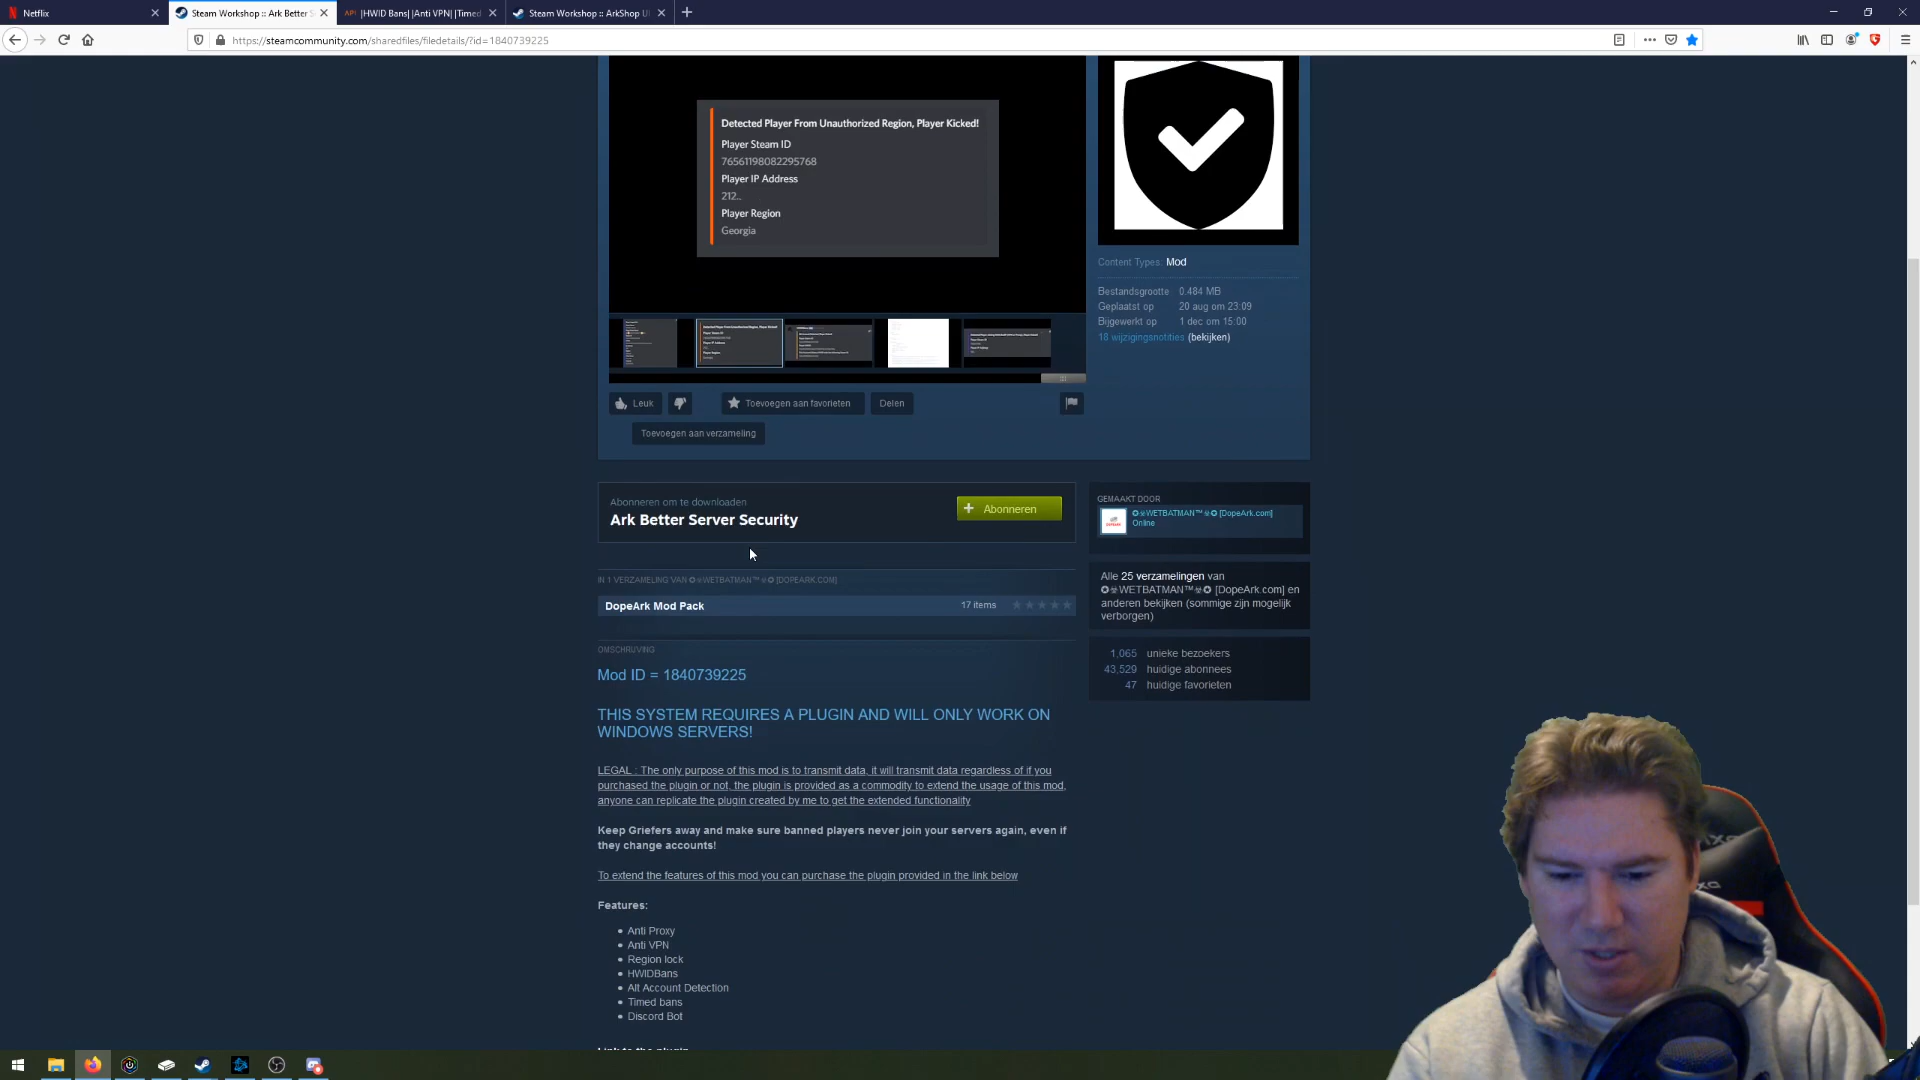 Netflix
Steam Workshop :: Ark Better S
API |HWID Bans| |Anti VPN| |Timed
Steam Workshop :: ArkShop U
https://steamcommunity.com/sharedfiles/filedetails/?id=1840739225
Detected Player From Unauthorized Region, Player Kicked!
Player Steam ID
76561198082295768
Player IP Address
212..
Player Region
Georgia
Content Types: Mod
Bestandsgrootte 0.484 MB
Geplaatst op 20 aug om 23:09
Bijgewerkt op 1 dec om 15:00
18 wijzigingsnotities (bekijken)
Leuk
Toevoegen aan favorieten
Delen
Toevoegen aan verzameling
Abonneren om te downloaden
Ark Better Server Security
Abonneren
GEMAAKT DOOR
✪☣WETBATMAN™☣✪ [DopeArk.com]
Online
IN 1 VERZAMELING VAN ✪☣WETBATMAN™☣✪ [DOPEARK.COM]
DopeArk Mod Pack
17 items
Alle 25 verzamelingen van
✪☣WETBATMAN™☣✪ [DopeArk.com] en
anderen bekijken (sommige zijn mogelijk
verborgen)
1,065 unieke bezoekers
43,529 huidige abonnees
47 huidige favorieten
OMSCHRIJVING
Mod ID = 1840739225
THIS SYSTEM REQUIRES A PLUGIN AND WILL ONLY WORK ON
WINDOWS SERVERS!
LEGAL : The only purpose of this mod is to transmit data, it will transmit data regardless of if you
purchased the plugin or not, the plugin is provided as a commodity to extend the usage of this mod,
anyone can replicate the plugin created by me to get the extended functionality
Keep Griefers away and make sure banned players never join your servers again, even if
they change accounts!
To extend the features of this mod you can purchase the plugin provided in the link below
Features:
Anti Proxy
Anti VPN
Region lock
HWIDBans
Alt Account Detection
Timed bans
Discord Bot
Link to the plugin